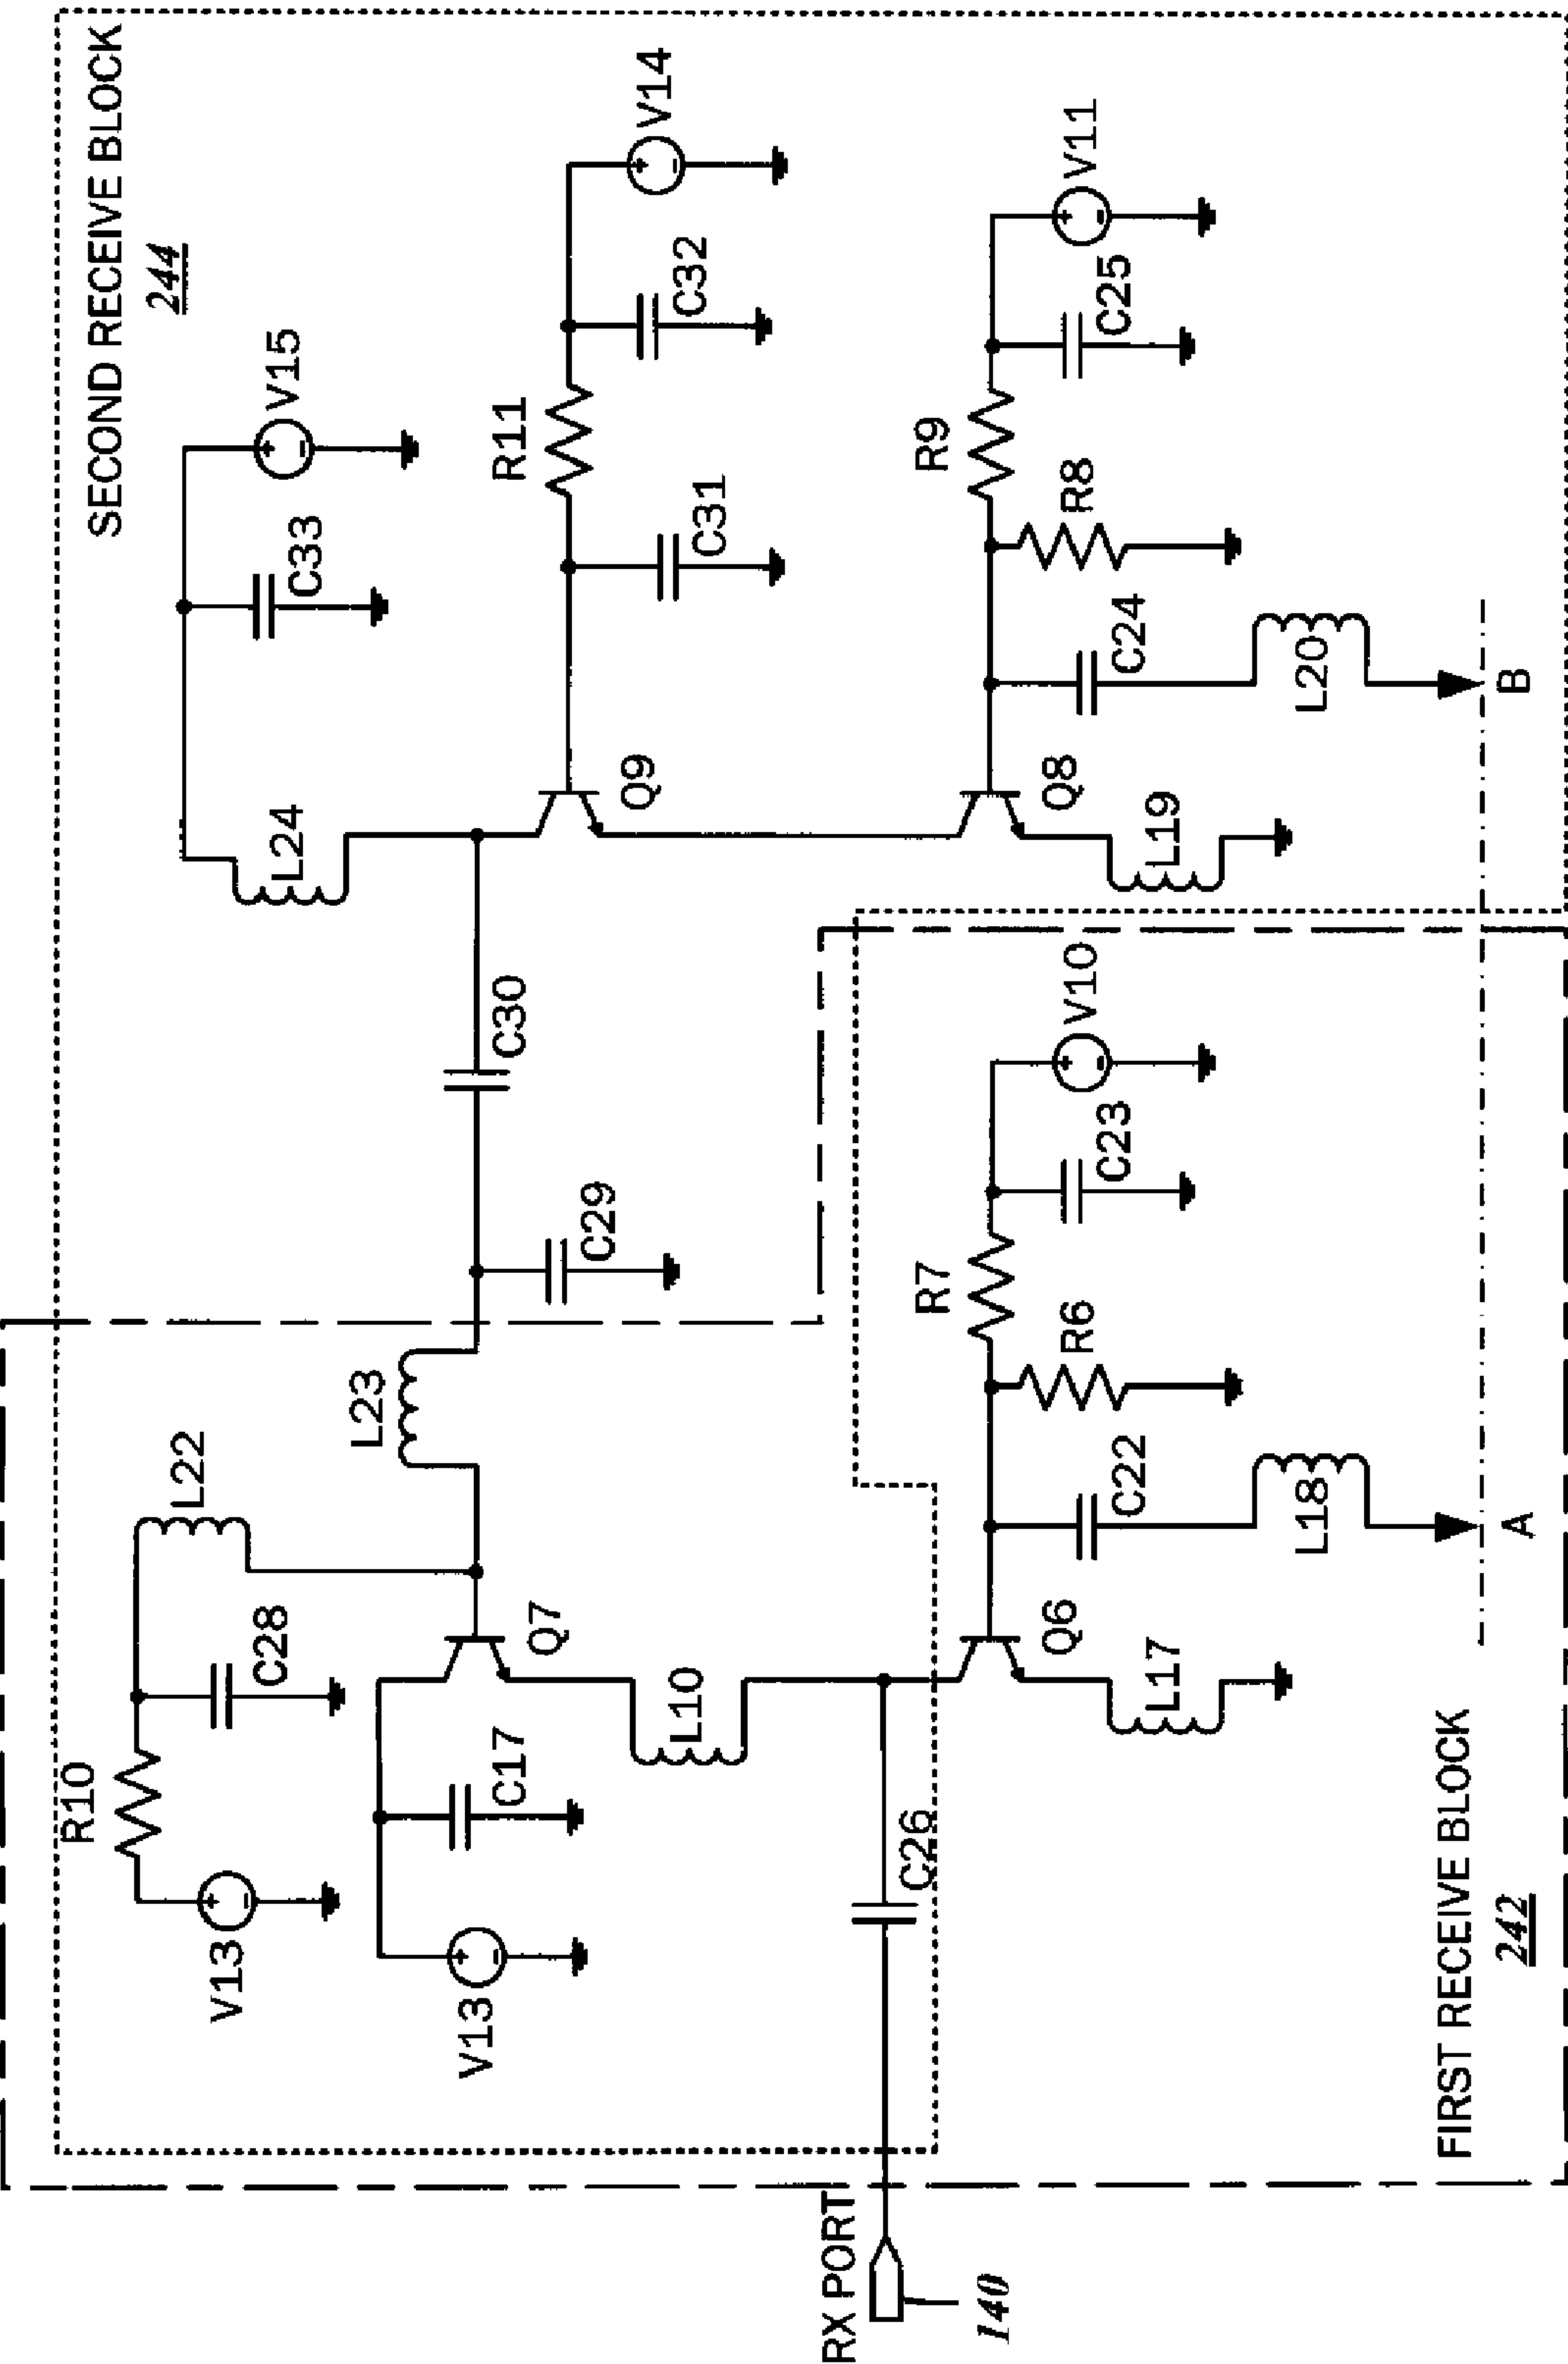 SECOND RECEIVE BLOCK
244
V15
C33
L24
V14
C32
R11
C31
Q9
V11
C25
R9
R8
C24
L20
B
Q8
L19
C30
C29
L23
L22
C28
R10
V13
Q7
C17
V13
L10
C26
RX PORT
140
V10
C23
R7
R6
C22
L18
A
Q6
L17
FIRST RECEIVE BLOCK
242